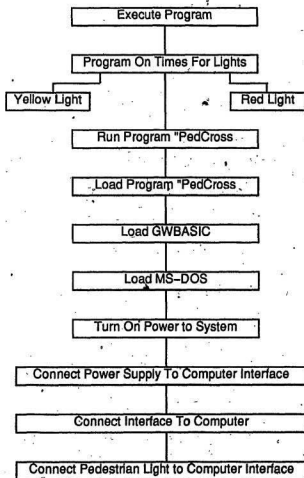 Execute Program
Program On Times For Lights
Yellow Light
Red Light
Run Program "PedCross
Load Program "PedCross
Load GWBASIC
Load MS-DOS
Turn On Power to System
Connect Power Supply To Computer Interface
Connect Interface To Computer
Connect Pedestrian Light to Computer Interface